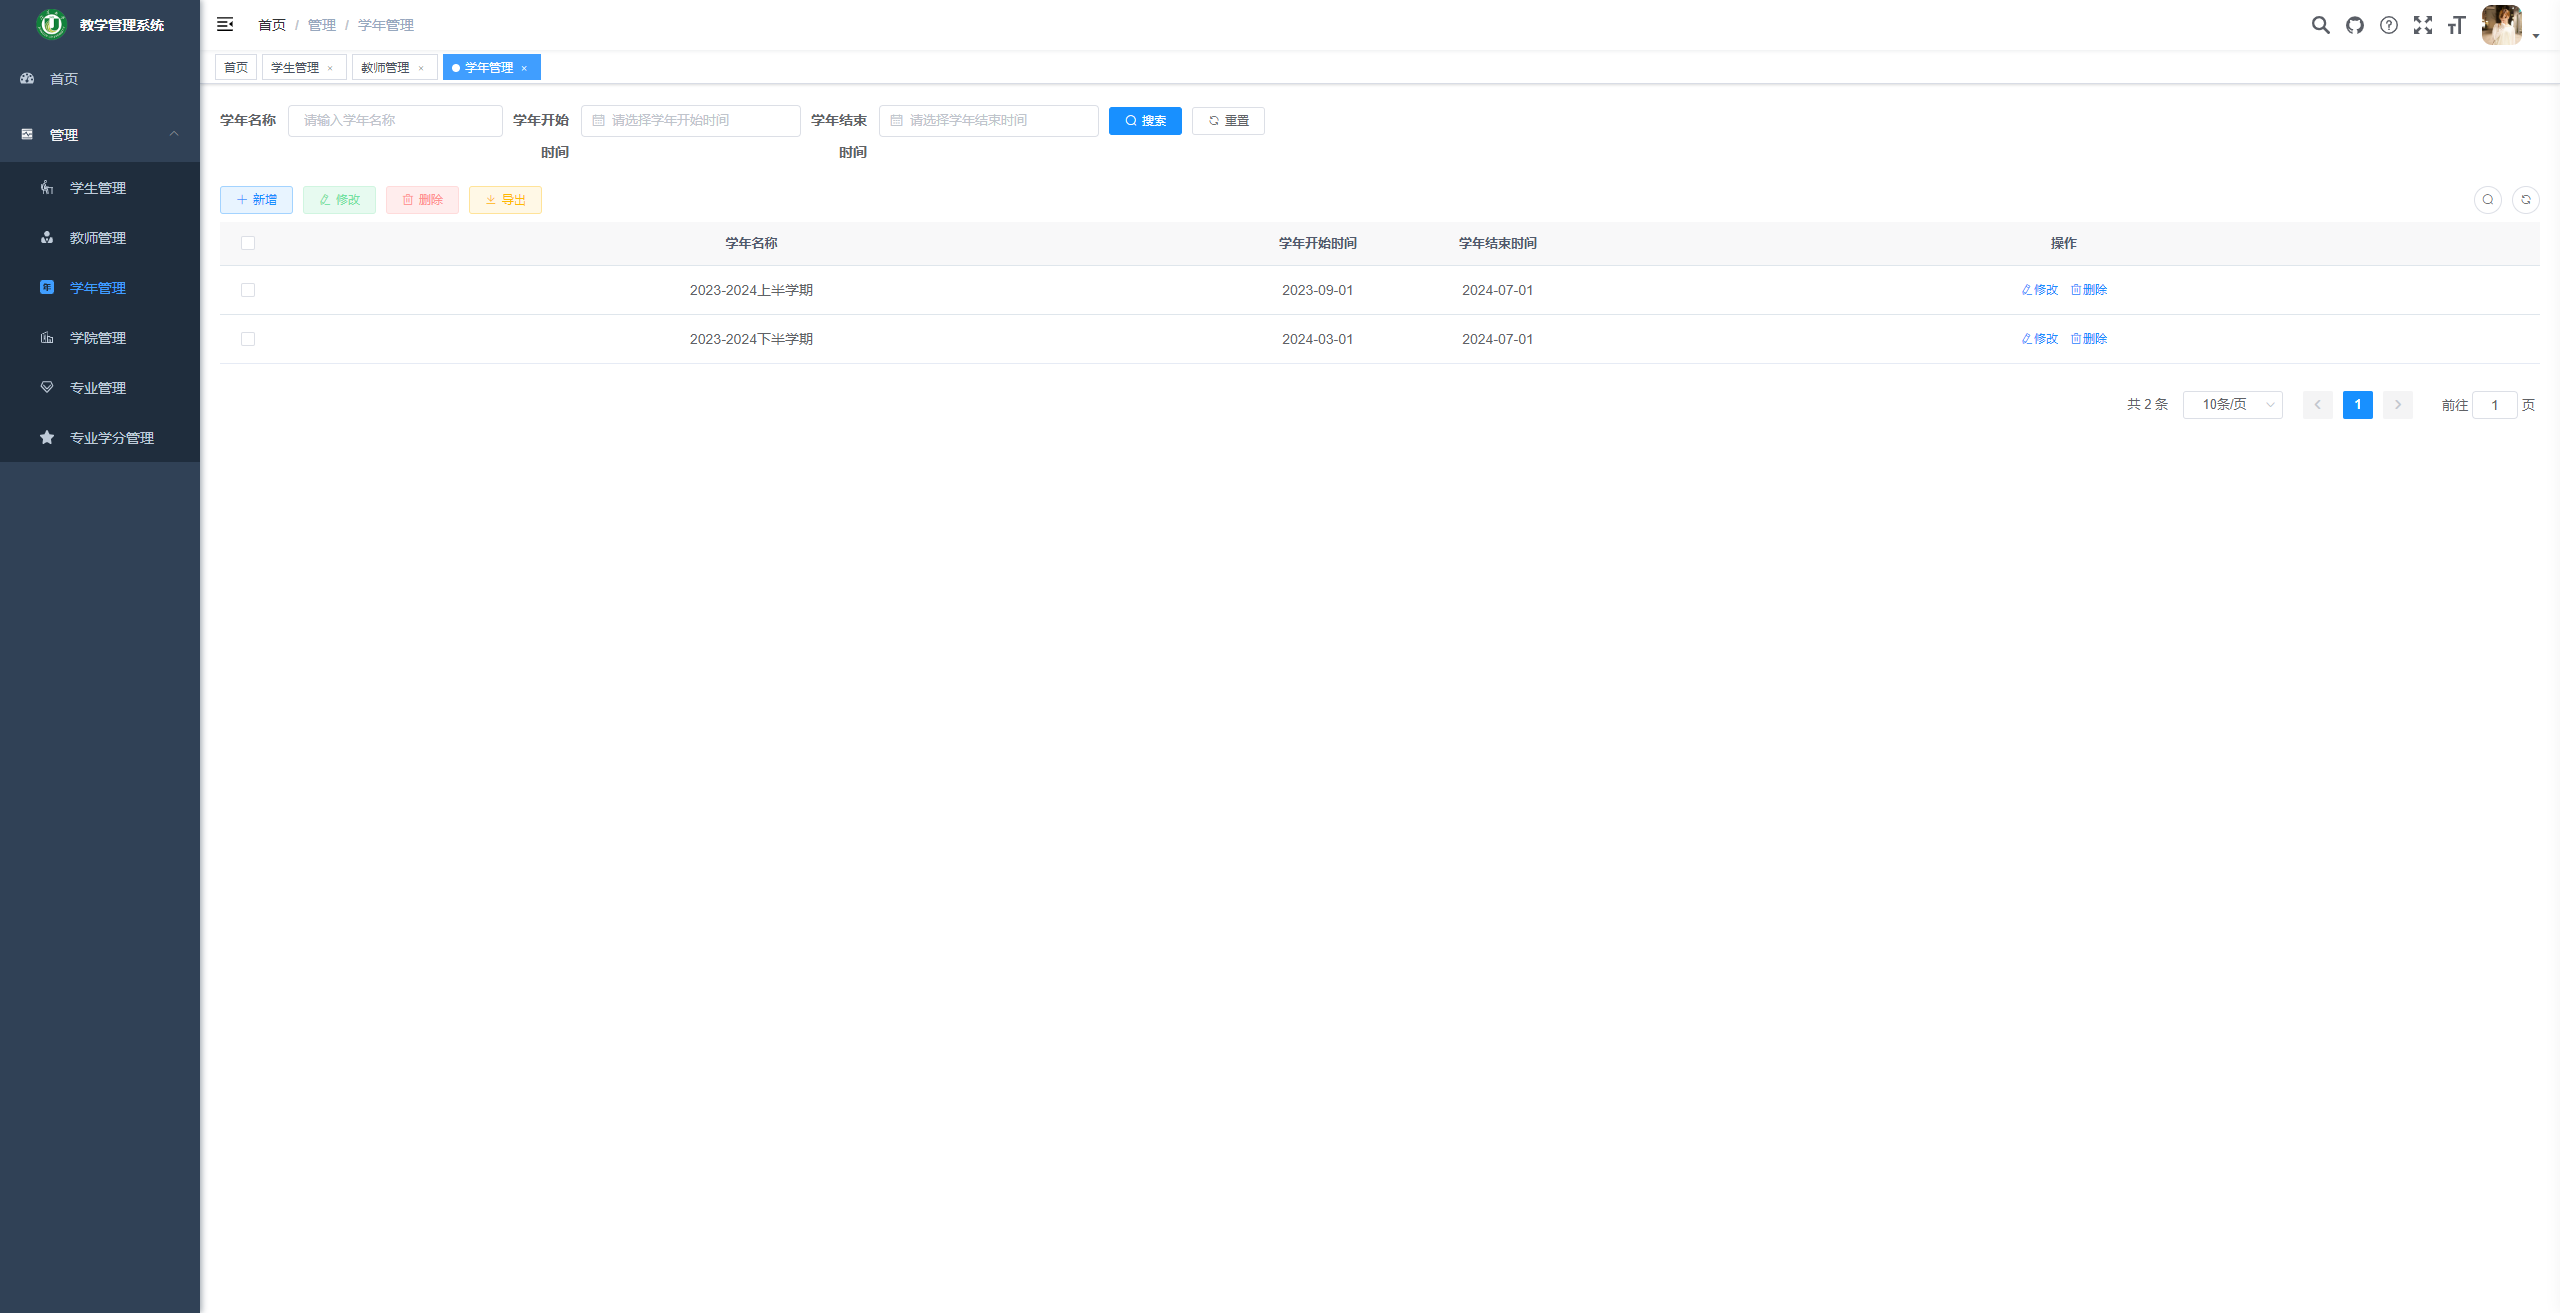 教学管理系统
首页
管理
学生管理
教师管理
学年管理
学院管理
专业管理
专业学分管理
首页 / 管理 / 学年管理
首页 学生管理 × 教师管理 × 学年管理 ×
学年名称 请输入学年名称 学年开始时间 请选择学年开始时间 学年结束时间 请选择学年结束时间 搜索 重置
新增 修改 删除 导出
学年名称 学年开始时间 学年结束时间 操作
2023-2024上半学期 2023-09-01 2024-07-01 修改 删除
2023-2024下半学期 2024-03-01 2024-07-01 修改 删除
共 2 条 10条/页 1 前往 1 页